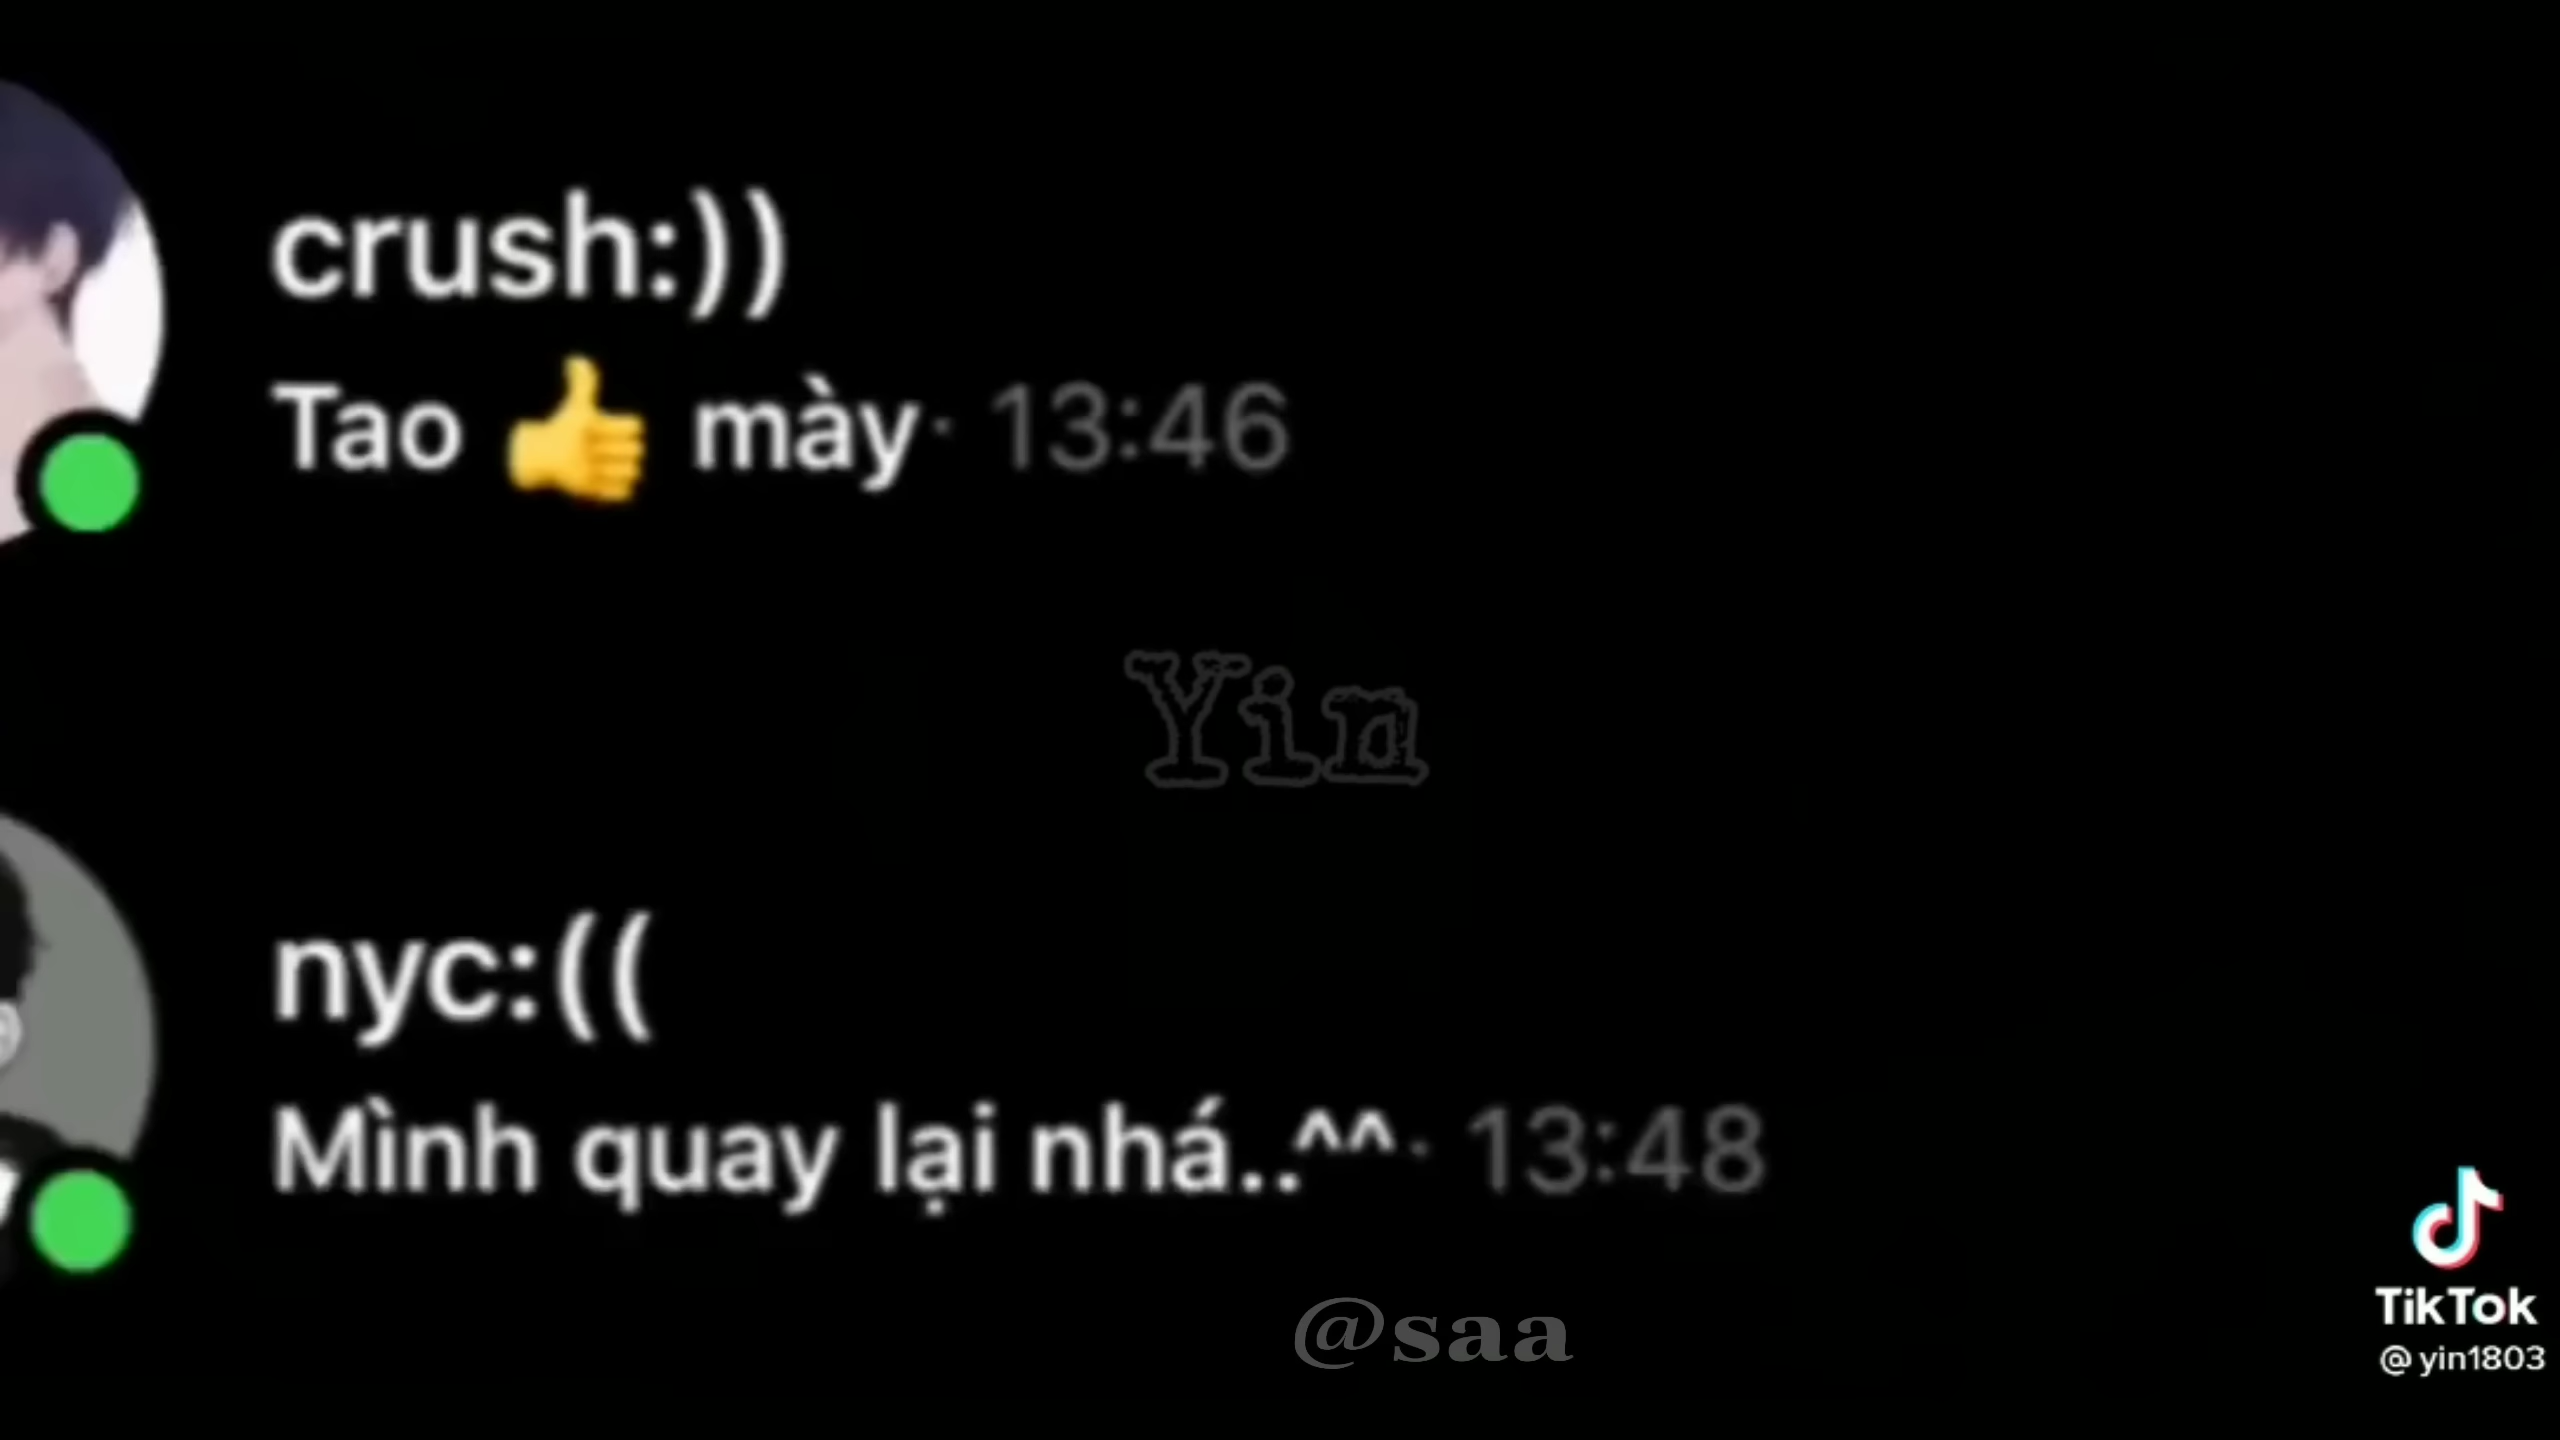 crush:))
Tao 👍 mày · 13:46
Yin
nyc:((
Mình quay lại nhá..^^ · 13:48
@saa
TikTok
@yin1803